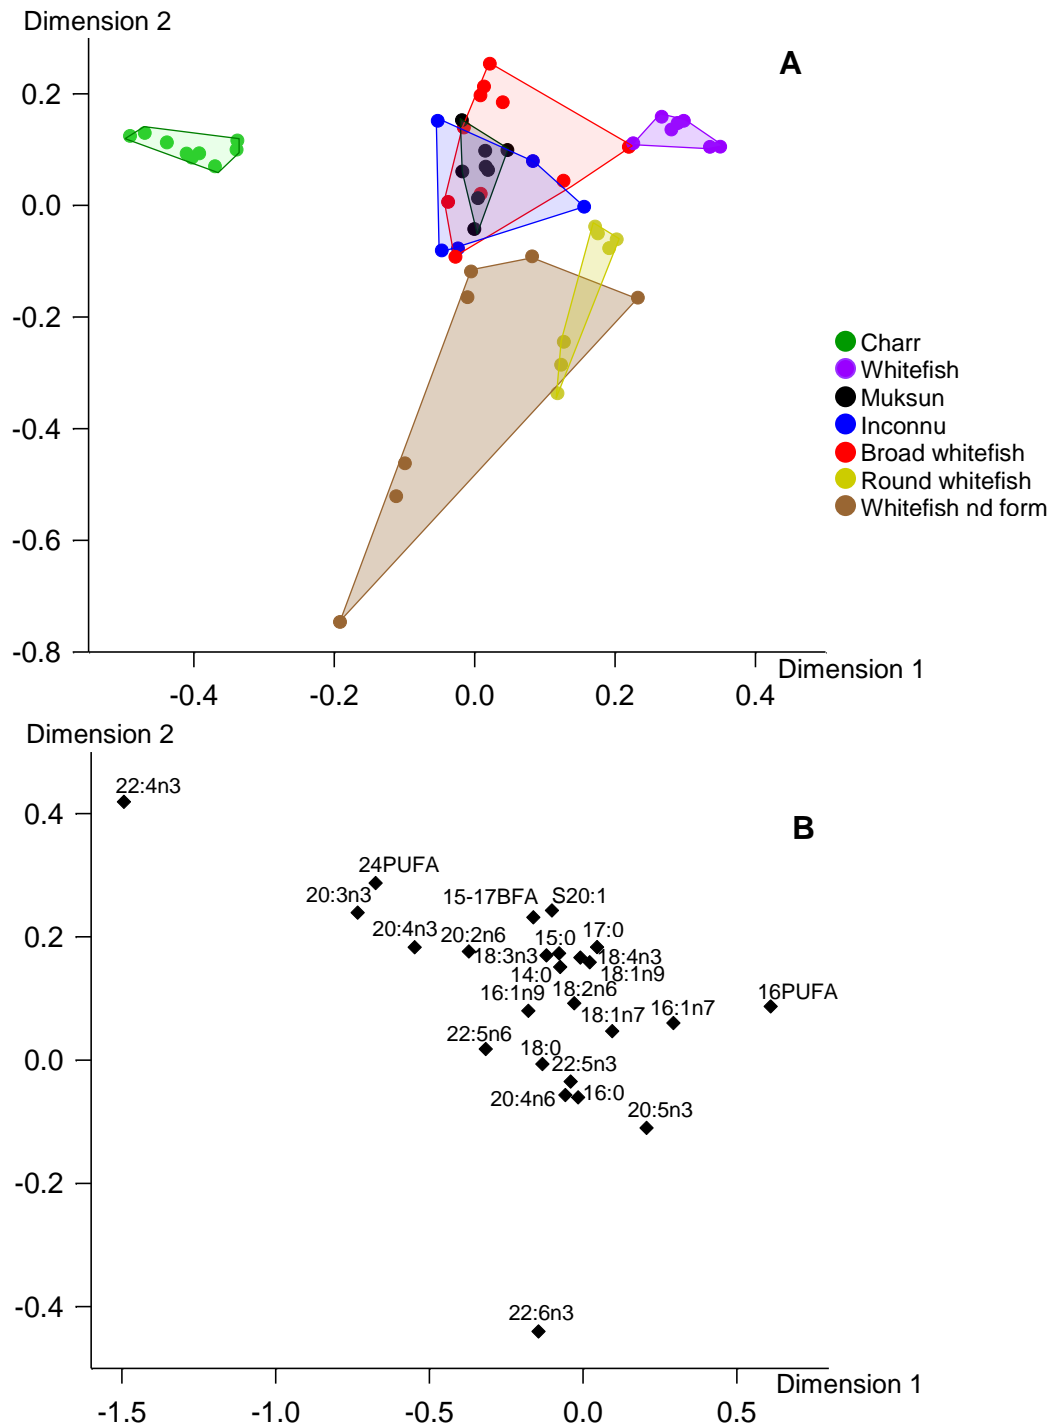 Dimension 2
A
0.2
0.0
-0.2
-0.4
-0.6
-0.8
Charr
Whitefish
Muksun
Inconnu
Broad whitefish
Round whitefish
Whitefish nd form
Dimension 1
-0.4 -0.2 0.0 0.2 0.4
Dimension 2
B
22:4n3
0.4
24PUFA
20:3n3
15-17BFA S20:1
20:4n3 20:2n6 15:0 17:0
0.2
18:3n3 18:4n3
14:0 18:1n9
16:1n9 18:2n6 16PUFA
18:1n7 16:1n7
22:5n6 18:0
0.0
22:5n3
20:4n6 16:0
20:5n3
-0.2
-0.4
22:6n3
Dimension 1
-1.5 -1.0 -0.5 0.0 0.5